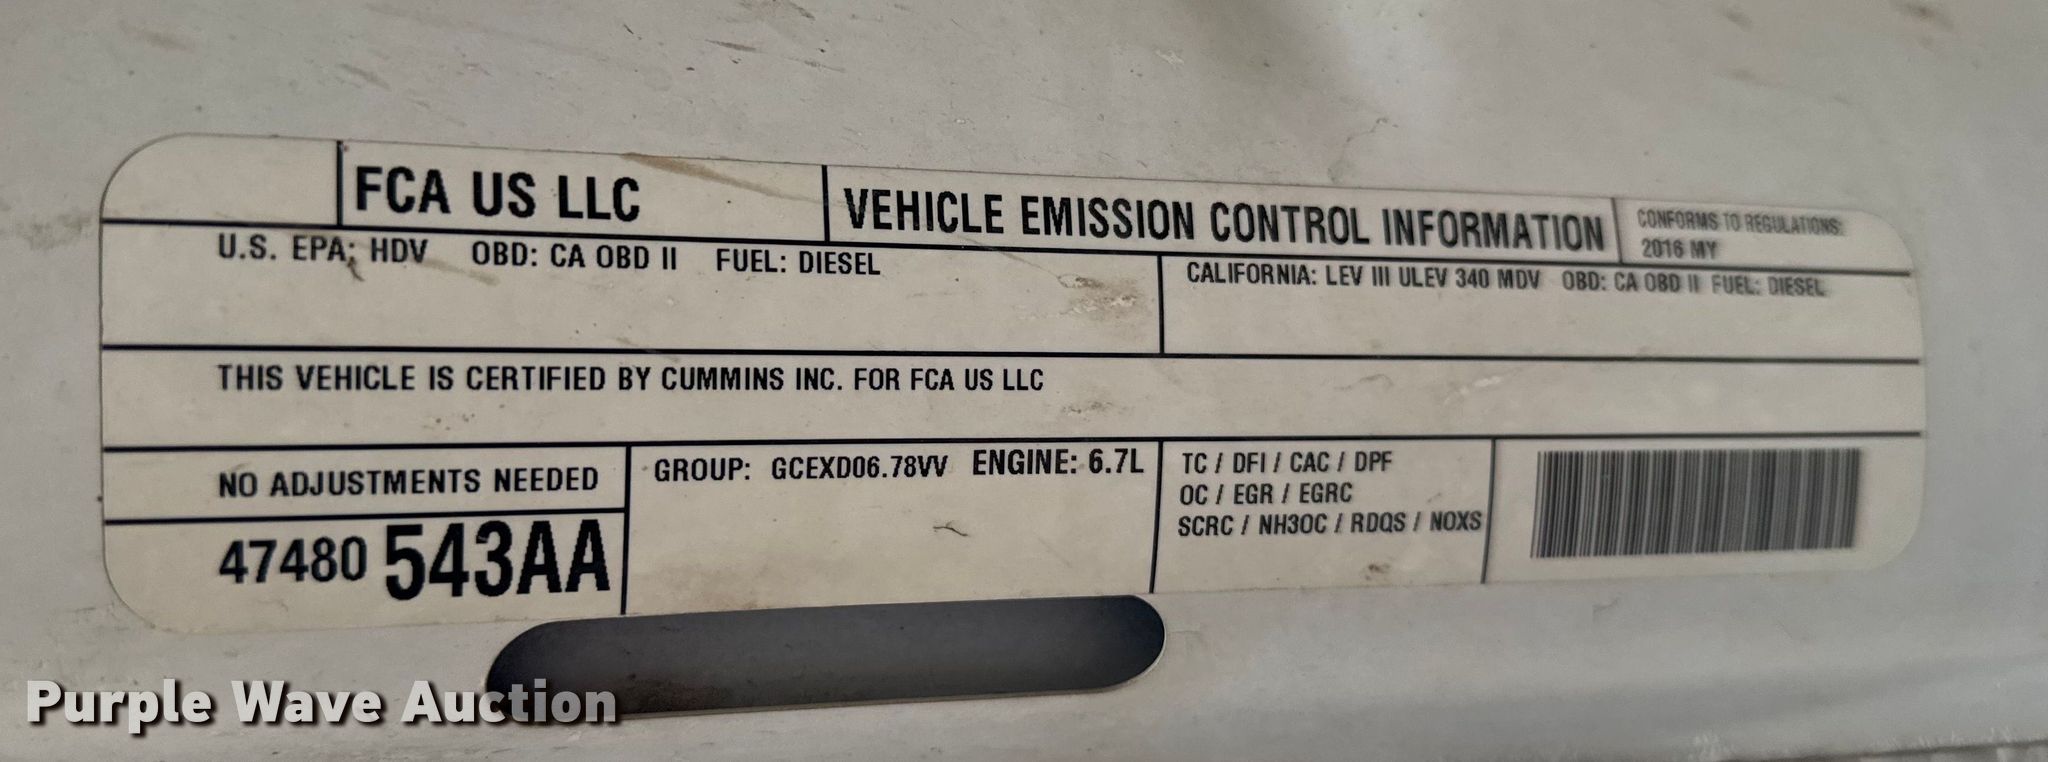 FCA US LLC
VEHICLE EMISSION CONTROL INFORMATION
CONFORMS TO REGULATIONS:
2016 MY
U.S. EPA: HDV OBD: CA OBD II FUEL: DIESEL
CALIFORNIA: LEV III ULEV 340 MDV OBD: CA OBD II FUEL: DIESEL
THIS VEHICLE IS CERTIFIED BY CUMMINS INC. FOR FCA US LLC
NO ADJUSTMENTS NEEDED
47480 543AA
GROUP: GCEXD06.78VV ENGINE: 6.7L
TC / DFI / CAC / DPF
OC / EGR / EGRC
SCRC / NH3OC / RDQS / NOXS
Purple Wave Auction